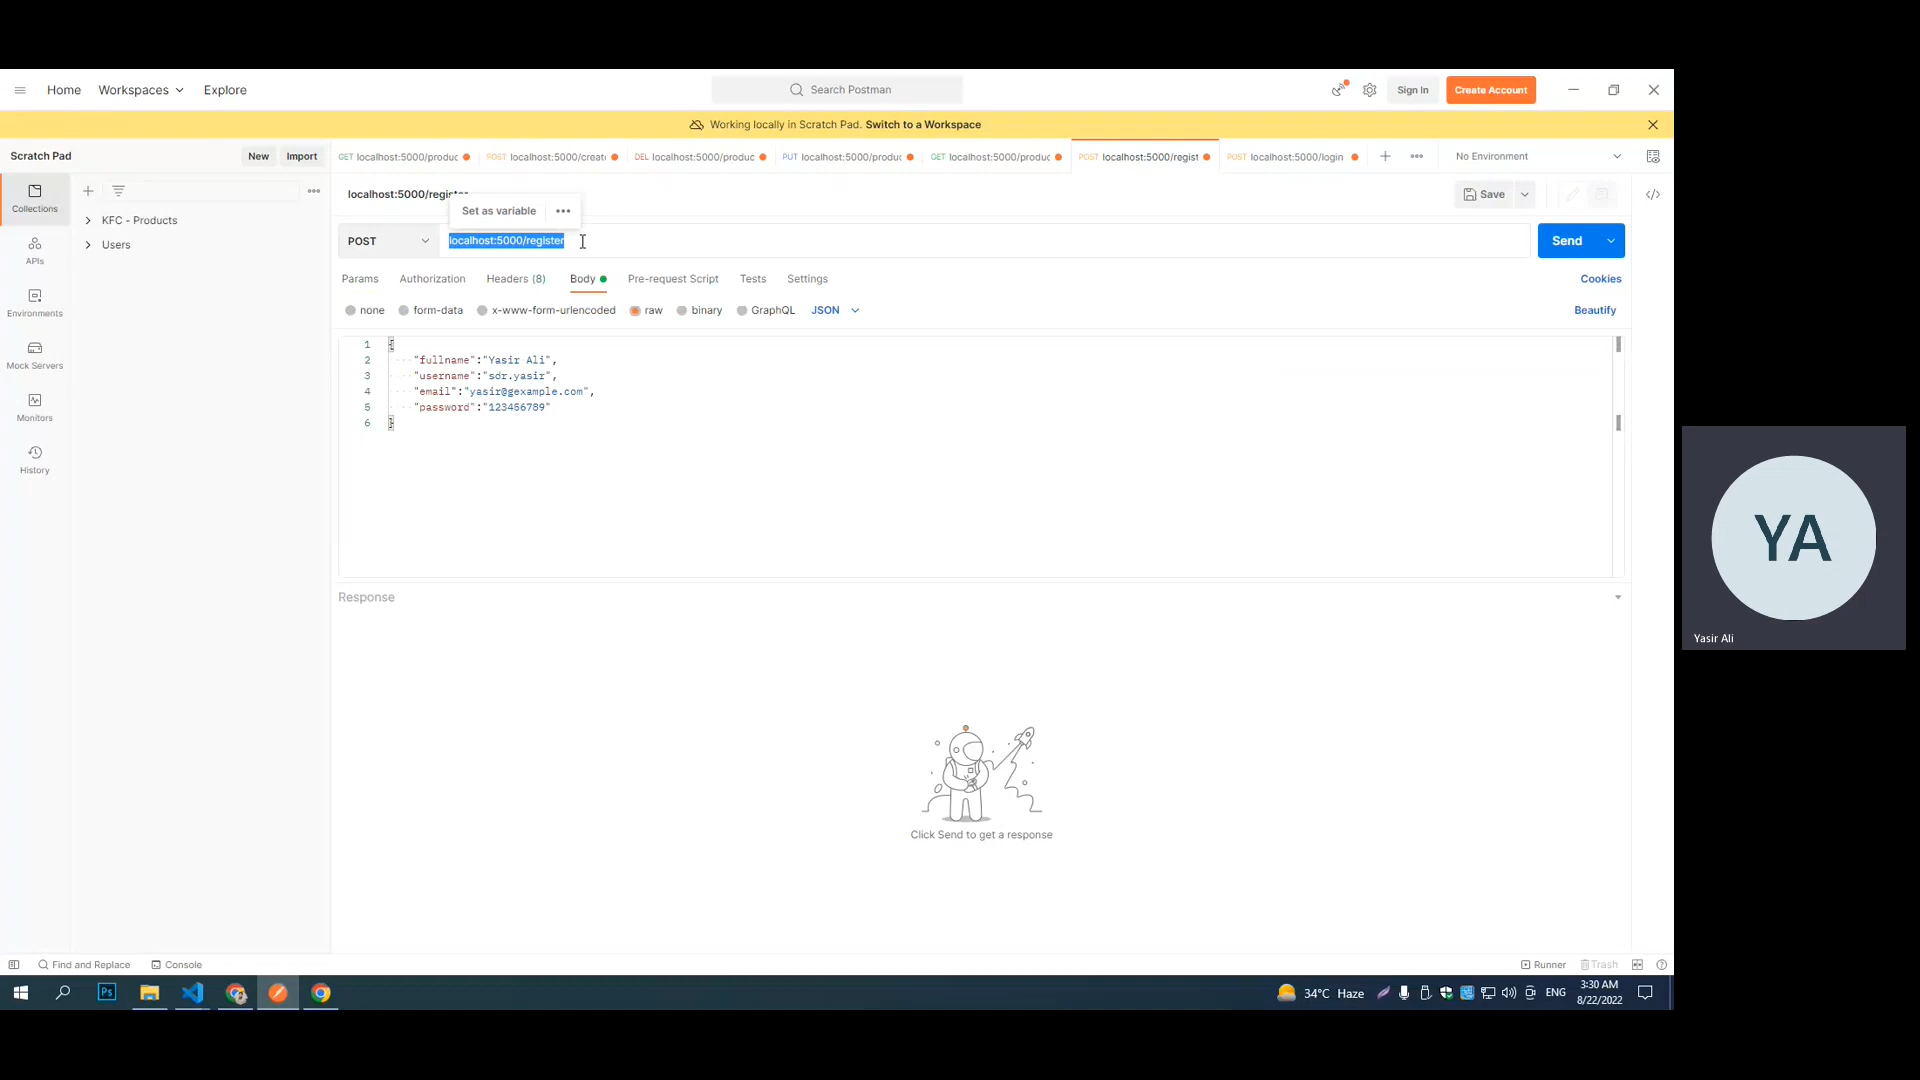 Home Workspaces Explore Search Postman Sign In Create Account
Working locally in Scratch Pad. Switch to a Workspace
Scratch Pad New Import GET localhost:5000/produc POST localhost:5000/creat DEL localhost:5000/produc PUT localhost:5000/produc GET localhost:5000/produc POST localhost:5000/regist POST localhost:5000/login No Environment
Collections
localhost:5000/register Save
Set as variable
KFC - Products
Users
POST localhost:5000/register Send
APIs
Params Authorization Headers (8) Body Pre-request Script Tests Settings Cookies
Environments
none form-data x-www-form-urlencoded raw binary GraphQL JSON Beautify
Mock Servers
Monitors
History
1 {
2 "fullname":"Yasir Ali",
3 "username":"sdr.yasir",
4 "email":"yasir@gexample.com",
5 "password":"123456789"
6 }
Response
Click Send to get a response
Find and Replace Console Runner Trash
Ps 34°C Haze ENG 3:30 AM
8/22/2022
YA
Yasir Ali